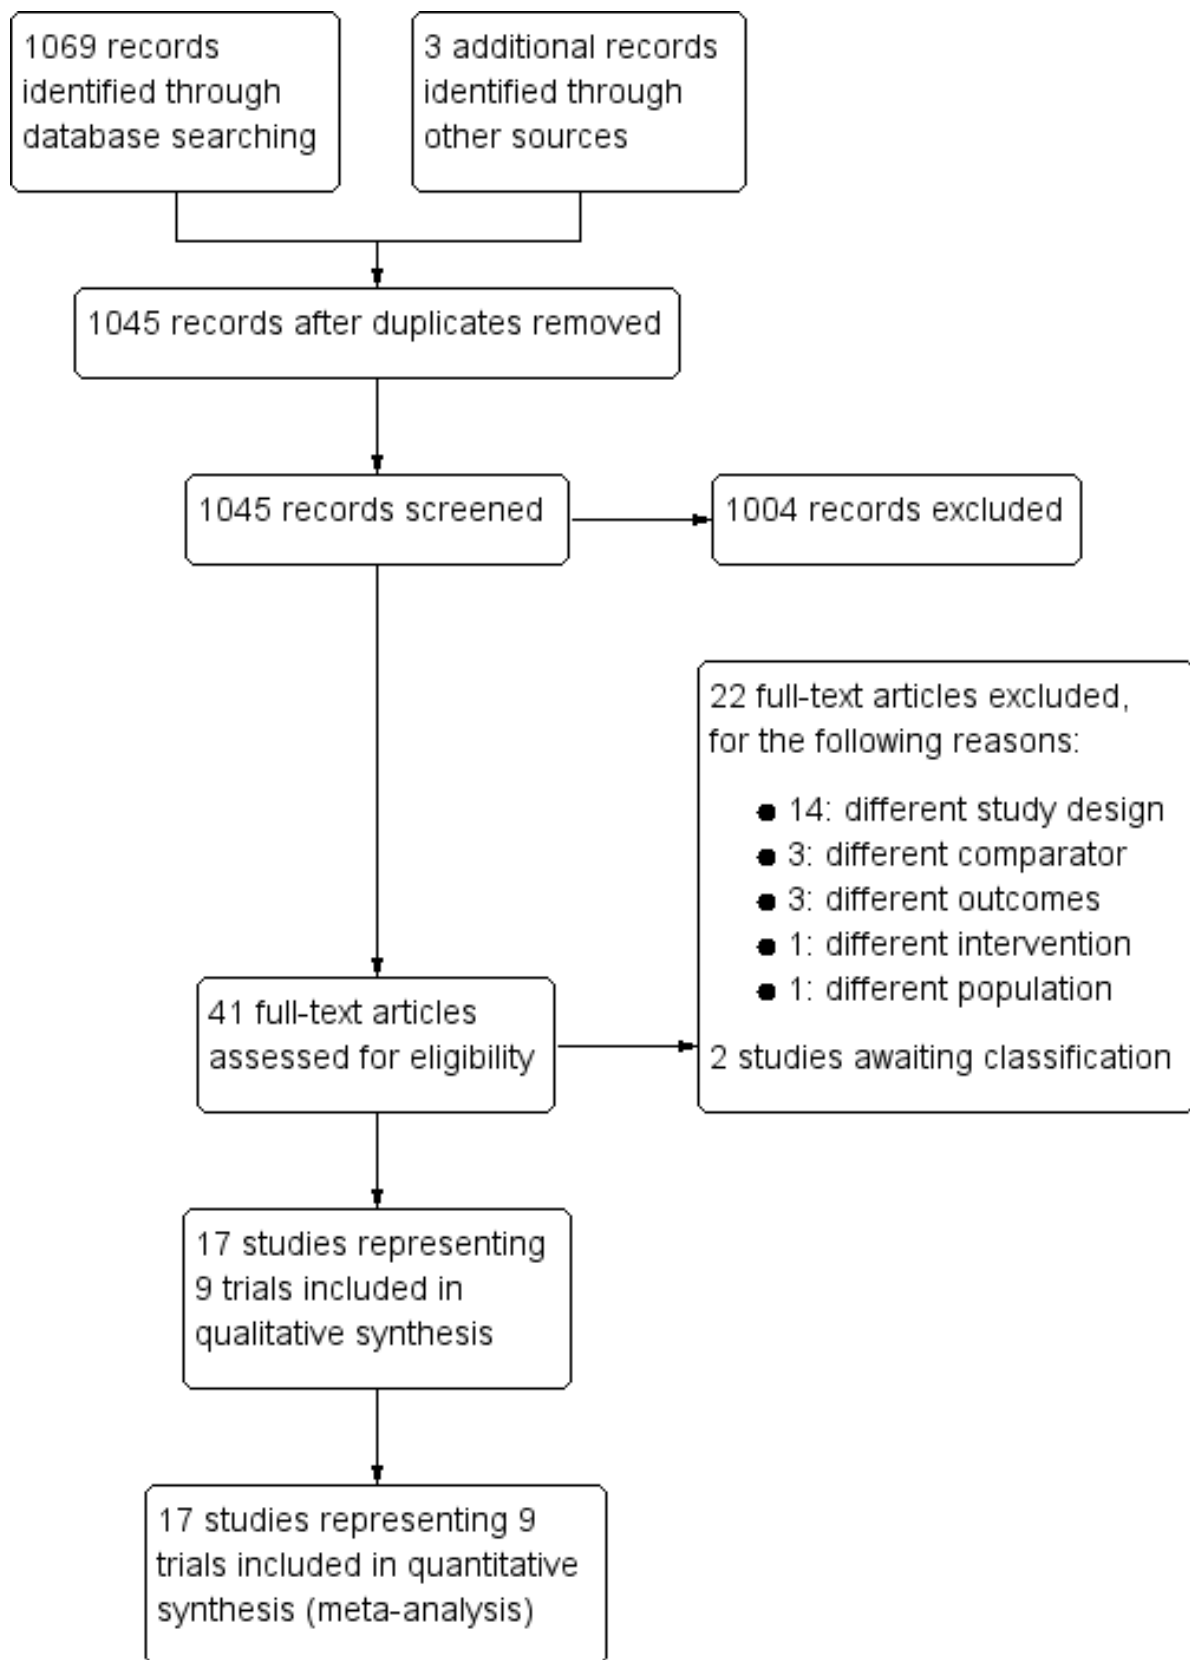 1069 records
identified through
database searching
3 additional records
identified through
other sources
1045 records after duplicates removed
1045 records screened
1004 records excluded
22 full-text articles excluded,
for the following reasons:
● 14: different study design
● 3: different comparator
● 3: different outcomes
● 1: different intervention
● 1: different population
2 studies awaiting classification
41 full-text articles
assessed for eligibility
17 studies representing
9 trials included in
qualitative synthesis
17 studies representing 9
trials included in quantitative
synthesis (meta-analysis)